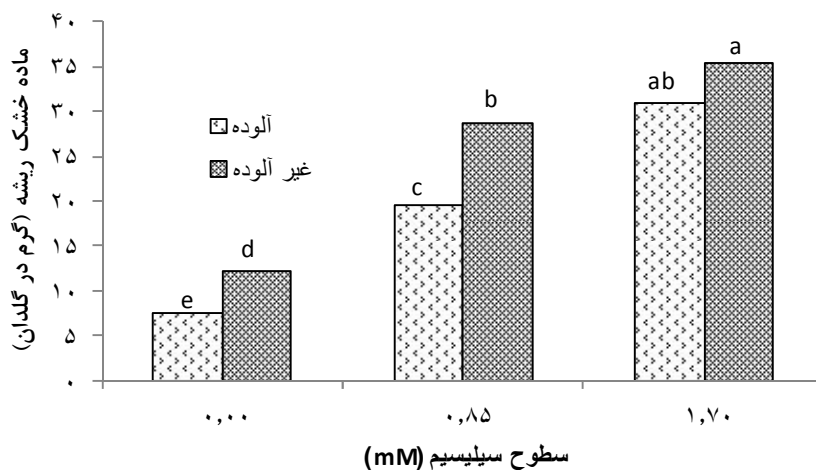 ماده خشک ریشه (گرم در گلدان)
۴۰
۳۵
۳۰
۲۵
۲۰
۱۵
۱۰
۵
۰
آلوده
غیر آلوده
e
d
c
b
ab
a
۰,۰۰
۰,۸۵
۱,۷۰
سطوح سیلیسیم (mM)